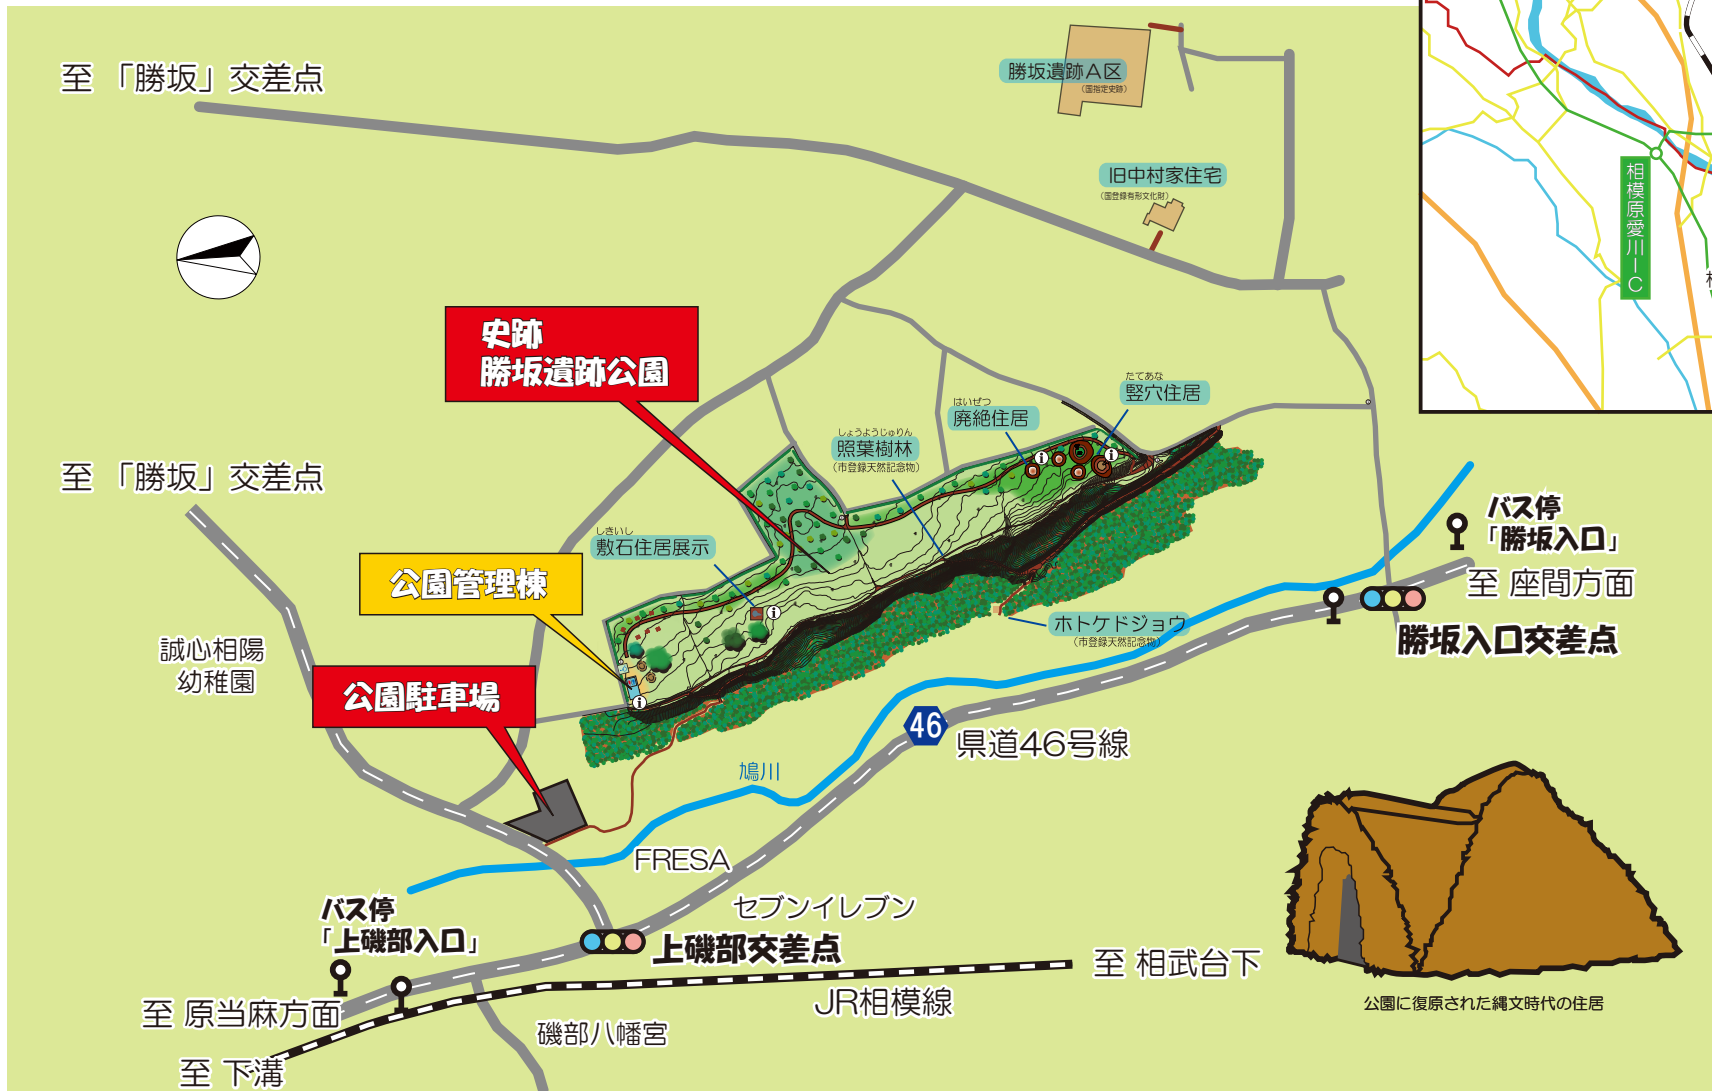 至 「勝坂」交差点
勝坂遺跡A区
(国指定史跡)
旧中村家住宅
(国登録有形文化財)
相模原愛川IC
史跡
勝坂遺跡公園
たてあな
竪穴住居
はいぜつ
廃絶住居
しょうようじゅりん
照葉樹林
(市登録天然記念物)
至 「勝坂」交差点
しきいし
敷石住居展示
バス停
「勝坂入口」
至 座間方面
公園管理棟
ホトケドジョウ
(市登録天然記念物)
勝坂入口交差点
誠心相陽
幼稚園
公園駐車場
46
県道46号線
鳩川
FRESA
バス停
「上磯部入口」
セブンイレブン
上磯部交差点
至 相武台下
JR相模線
公園に復原された縄文時代の住居
至 原当麻方面
磯部八幡宮
至 下溝